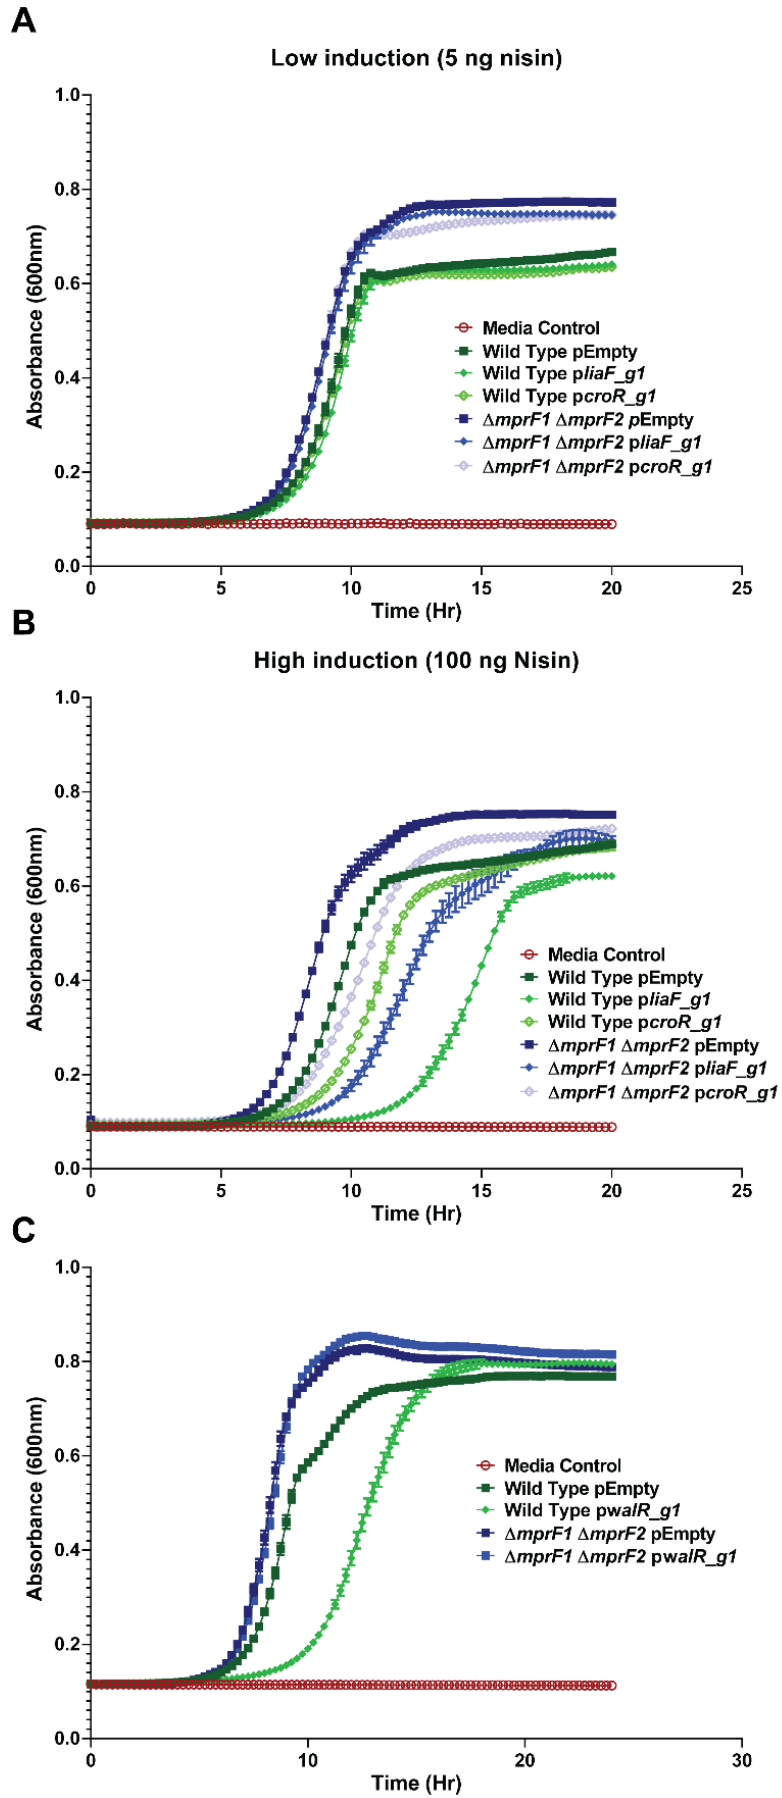 A
Low induction (5 ng nisin)
1.0
0.8
0.6
0.4
0.2
0.0
Absorbance (600nm)
Media Control
Wild Type pEmpty
Wild Type pliaF_g1
Wild Type pcroR_g1
ΔmprF1 ΔmprF2 pEmpty
ΔmprF1 ΔmprF2 pliaF_g1
ΔmprF1 ΔmprF2 pcroR_g1
0 5 10 15 20 25
Time (Hr)
B
High induction (100 ng Nisin)
1.0
0.8
0.6
0.4
0.2
0.0
Absorbance (600nm)
Media Control
Wild Type pEmpty
Wild Type pliaF_g1
Wild Type pcroR_g1
ΔmprF1 ΔmprF2 pEmpty
ΔmprF1 ΔmprF2 pliaF_g1
ΔmprF1 ΔmprF2 pcroR_g1
0 5 10 15 20 25
Time (Hr)
C
1.0
0.8
0.6
0.4
0.2
0.0
Absorbance (600nm)
Media Control
Wild Type pEmpty
Wild Type pwalR_g1
ΔmprF1 ΔmprF2 pEmpty
ΔmprF1 ΔmprF2 pwalR_g1
0 10 20 30
Time (Hr)